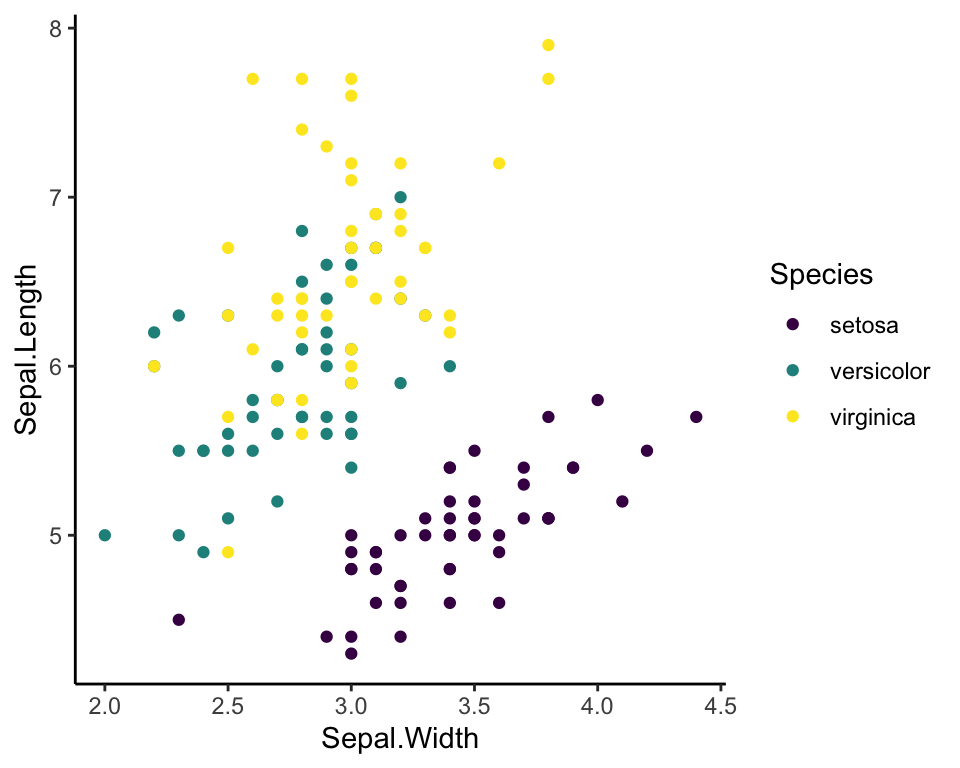 8
7
6
5
Sepal.Length
2.0 2.5 3.0 3.5 4.0 4.5
Sepal.Width
Species
setosa
versicolor
virginica